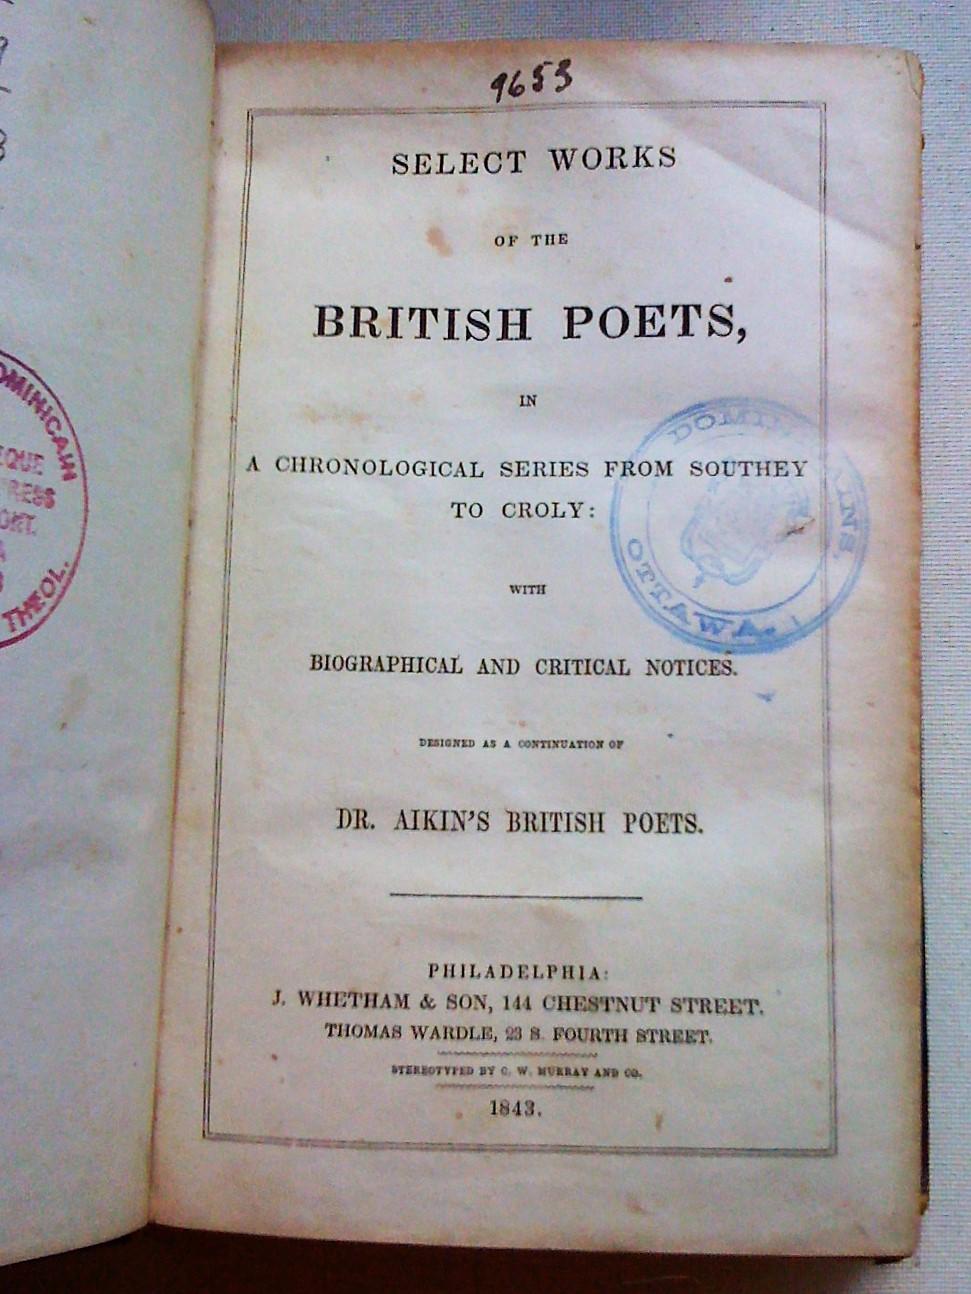 9653
SELECT WORKS
OF THE
BRITISH POETS,
IN
A CHRONOLOGICAL SERIES FROM SOUTHEY
TO CROLY:
WITH
BIOGRAPHICAL AND CRITICAL NOTICES.
DESIGNED AS A CONTINUATION OF
DR. AIKIN'S BRITISH POETS.
PHILADELPHIA:
J. WHETHAM & SON, 144 CHESTNUT STREET.
THOMAS WARDLE, 23 S. FOURTH STREET.
STEREOTYPED BY C. W. MURRAY AND CO.
1843.
OTTAWA.
THEOL.